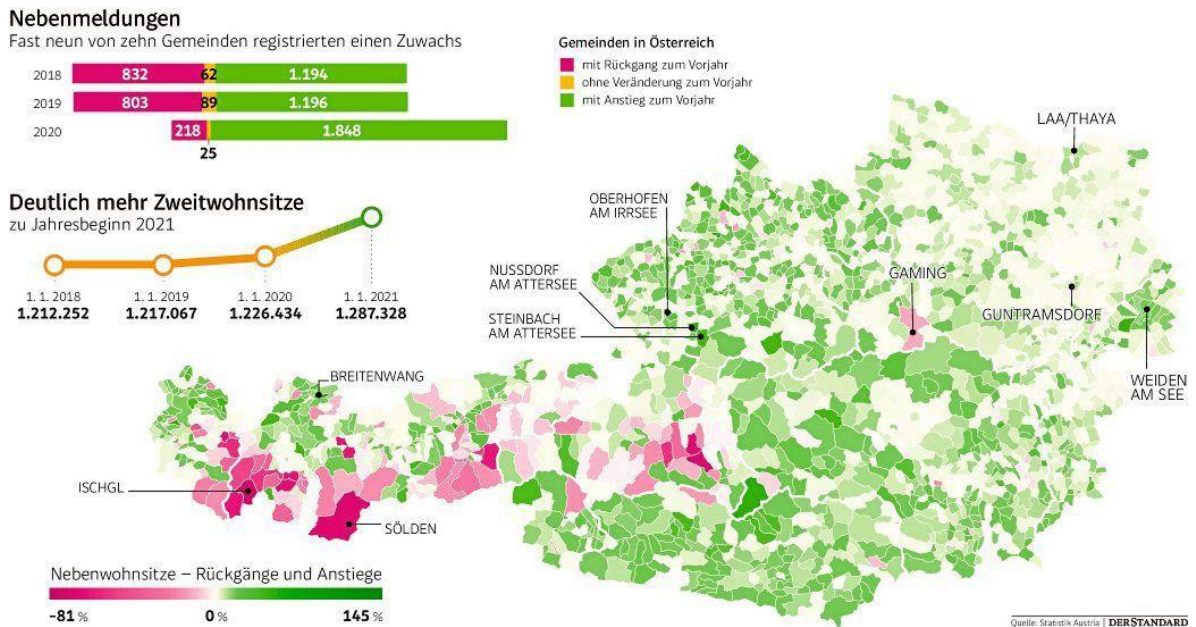 Nebenmeldungen
Fast neun von zehn Gemeinden registrierten einen Zuwachs
2018 832 62 1.194
2019 803 89 1.196
2020 218 1.848
25
Gemeinden in Österreich
mit Rückgang zum Vorjahr
ohne Veränderung zum Vorjahr
mit Anstieg zum Vorjahr
Deutlich mehr Zweitwohnsitze
zu Jahresbeginn 2021
1. 1. 2018 1. 1. 2019 1. 1. 2020 1. 1. 2021
1.212.252 1.217.067 1.226.434 1.287.328
LAA/THAYA
OBERHOFEN
AM IRRSEE
NUSSDORF
AM ATTERSEE
STEINBACH
AM ATTERSEE
GAMING
GUNTRAMSDORF
WEIDEN
AM SEE
BREITENWANG
ISCHGL
SÖLDEN
Nebenwohnsitze – Rückgänge und Anstiege
-81 % 0 % 145 %
Quelle: Statistik Austria | DERSTANDARD